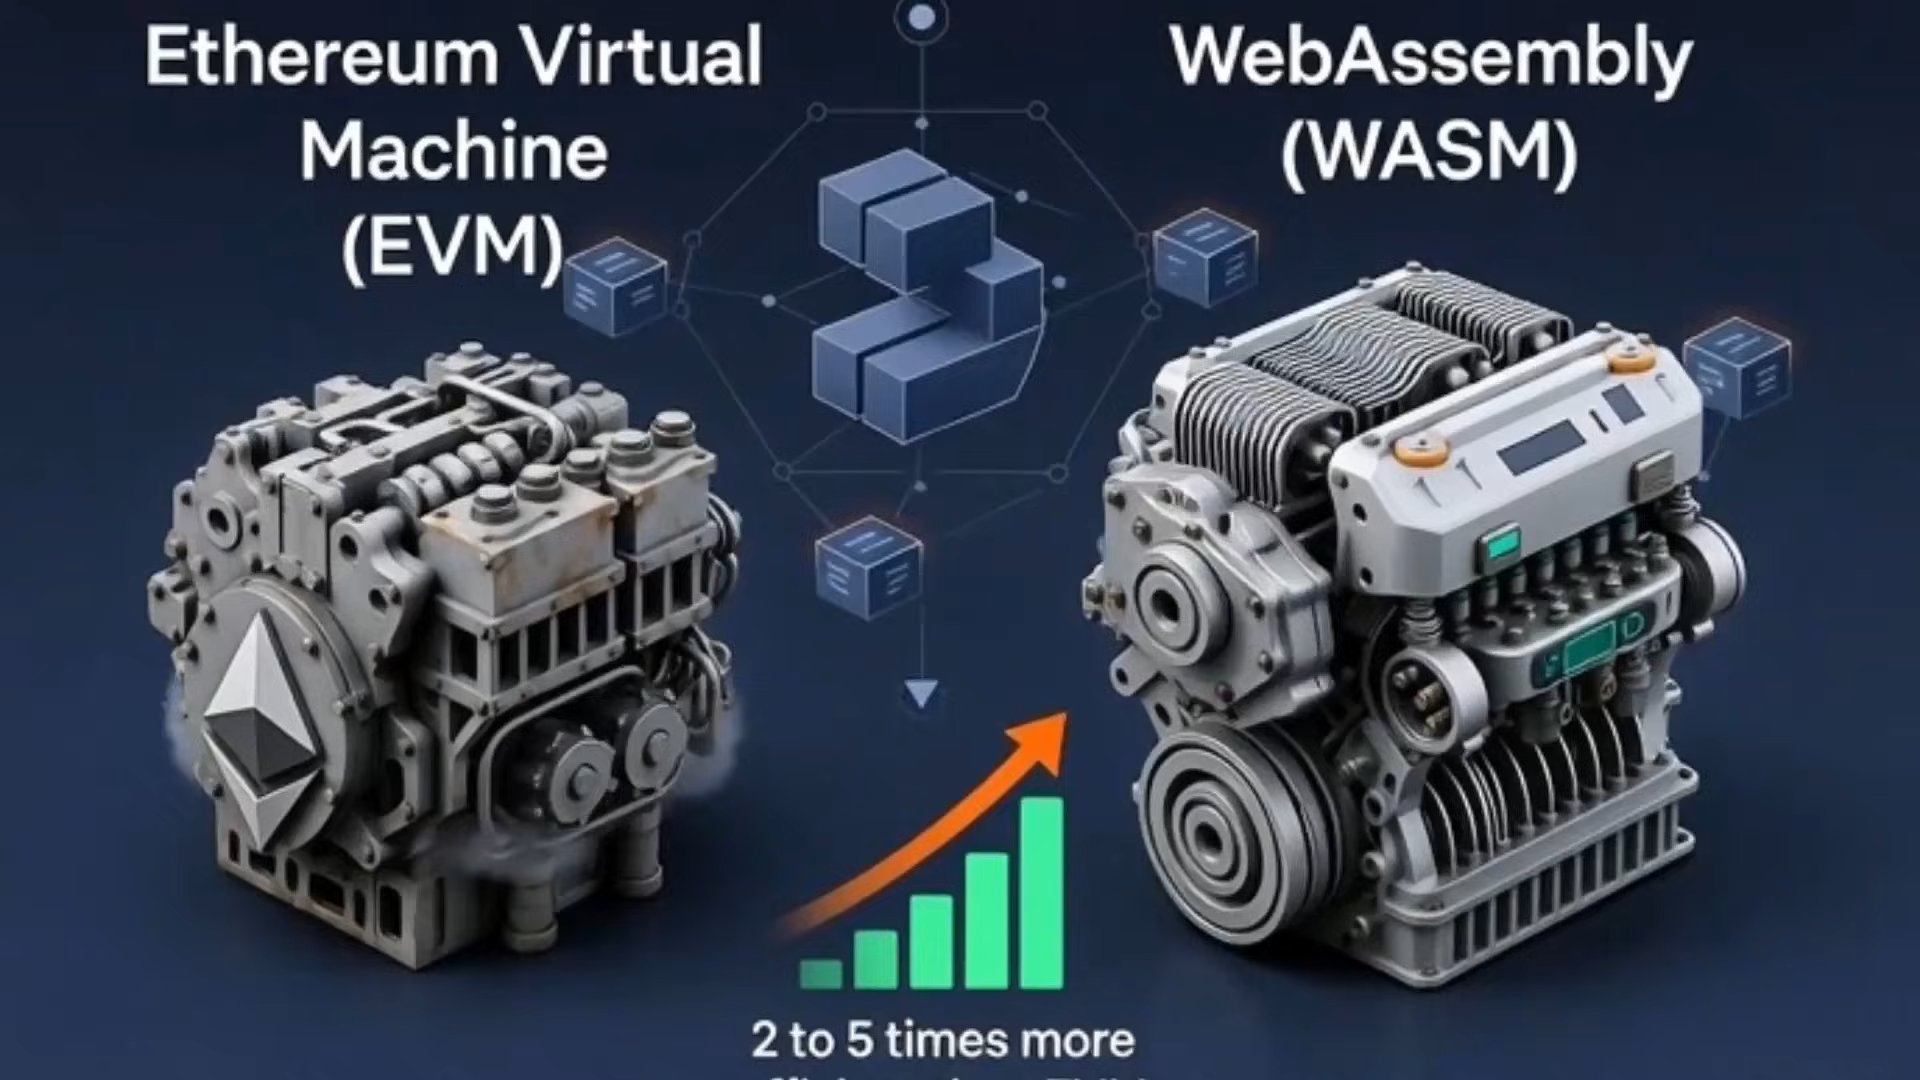 Ethereum Virtual
Machine
(EVM)
WebAssembly
(WASM)
2 to 5 times more